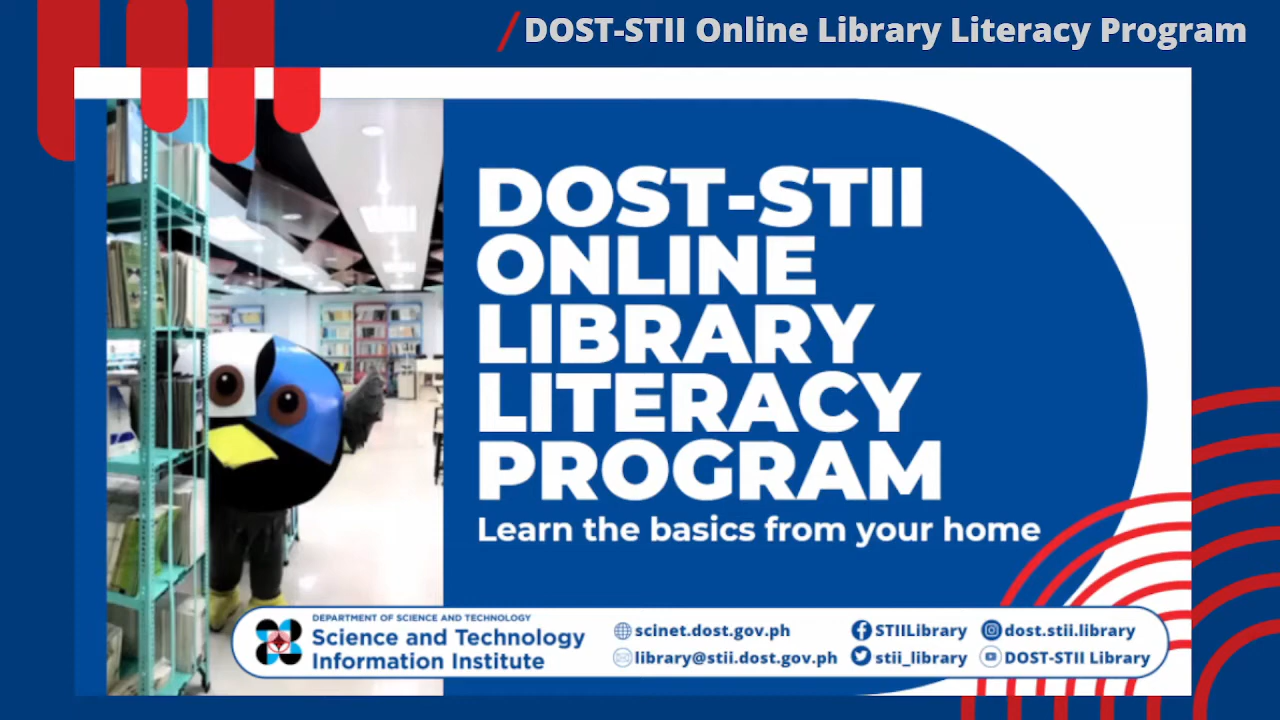 /DOST-STII Online Library Literacy Program
DOST-STII
ONLINE
LIBRARY
LITERACY
PROGRAM
Learn the basics from your home
DEPARTMENT OF SCIENCE AND TECHNOLOGY
Science and Technology
Information Institute
scinet.dost.gov.ph
library@stii.dost.gov.ph
STIILibrary
stii_library
dost.stii.library
DOST-STII Library